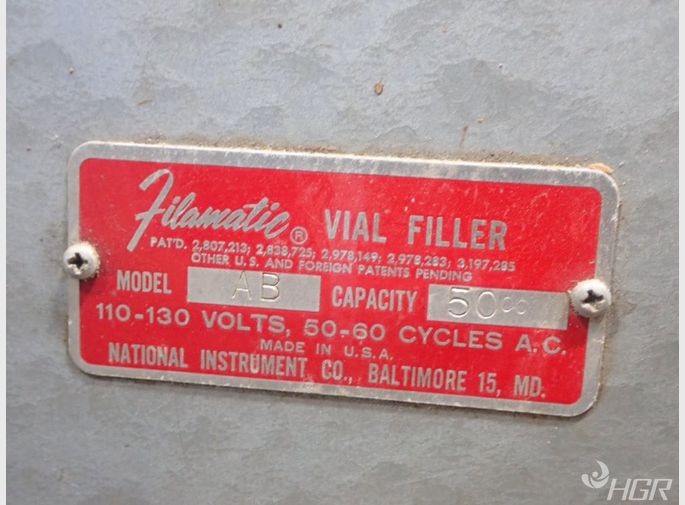 Filamatic® VIAL FILLER
PAT'D. 2,807,213; 2,838,725; 2,978,149; 2,978,283; 3,197,285
OTHER U.S. AND FOREIGN PATENTS PENDING
MODEL AB CAPACITY 50cc
110-130 VOLTS, 50-60 CYCLES A.C.
MADE IN U.S.A.
NATIONAL INSTRUMENT CO., BALTIMORE 15, MD.
HGR